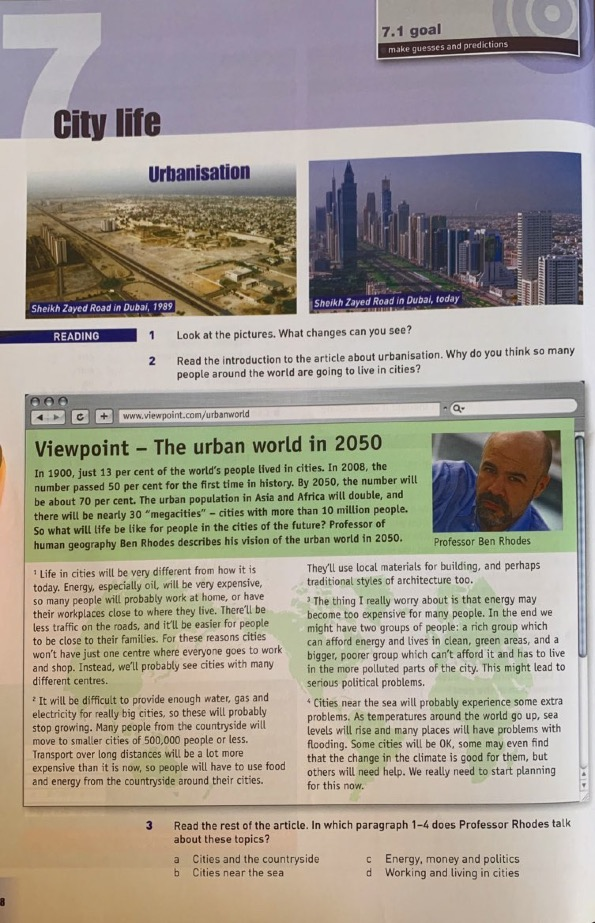 7
7.1 goal
make guesses and predictions
City life
Urbanisation
Sheikh Zayed Road in Dubai, 1989
Sheikh Zayed Road in Dubai, today
READING
1 Look at the pictures. What changes can you see?
2 Read the introduction to the article about urbanisation. Why do you think so many
people around the world are going to live in cities?
www.viewpoint.com/urbanworld
Viewpoint – The urban world in 2050
In 1900, just 13 per cent of the world's people lived in cities. In 2008, the
number passed 50 per cent for the first time in history. By 2050, the number will
be about 70 per cent. The urban population in Asia and Africa will double, and
there will be nearly 30 "megacities" – cities with more than 10 million people.
So what will life be like for people in the cities of the future? Professor of
human geography Ben Rhodes describes his vision of the urban world in 2050.
Professor Ben Rhodes
1 Life in cities will be very different from how it is
today. Energy, especially oil, will be very expensive,
so many people will probably work at home, or have
their workplaces close to where they live. There'll be
less traffic on the roads, and it'll be easier for people
to be close to their families. For these reasons cities
won't have just one centre where everyone goes to work
and shop. Instead, we'll probably see cities with many
different centres.
2 It will be difficult to provide enough water, gas and
electricity for really big cities, so these will probably
stop growing. Many people from the countryside will
move to smaller cities of 500,000 people or less.
Transport over long distances will be a lot more
expensive than it is now, so people will have to use food
and energy from the countryside around their cities.
They'll use local materials for building, and perhaps
traditional styles of architecture too.
3 The thing I really worry about is that energy may
become too expensive for many people. In the end we
might have two groups of people: a rich group which
can afford energy and lives in clean, green areas, and a
bigger, poorer group which can't afford it and has to live
in the more polluted parts of the city. This might lead to
serious political problems.
4 Cities near the sea will probably experience some extra
problems. As temperatures around the world go up, sea
levels will rise and many places will have problems with
flooding. Some cities will be OK, some may even find
that the change in the climate is good for them, but
others will need help. We really need to start planning
for this now.
3 Read the rest of the article. In which paragraph 1–4 does Professor Rhodes talk
about these topics?
a Cities and the countryside
b Cities near the sea
c Energy, money and politics
d Working and living in cities
8